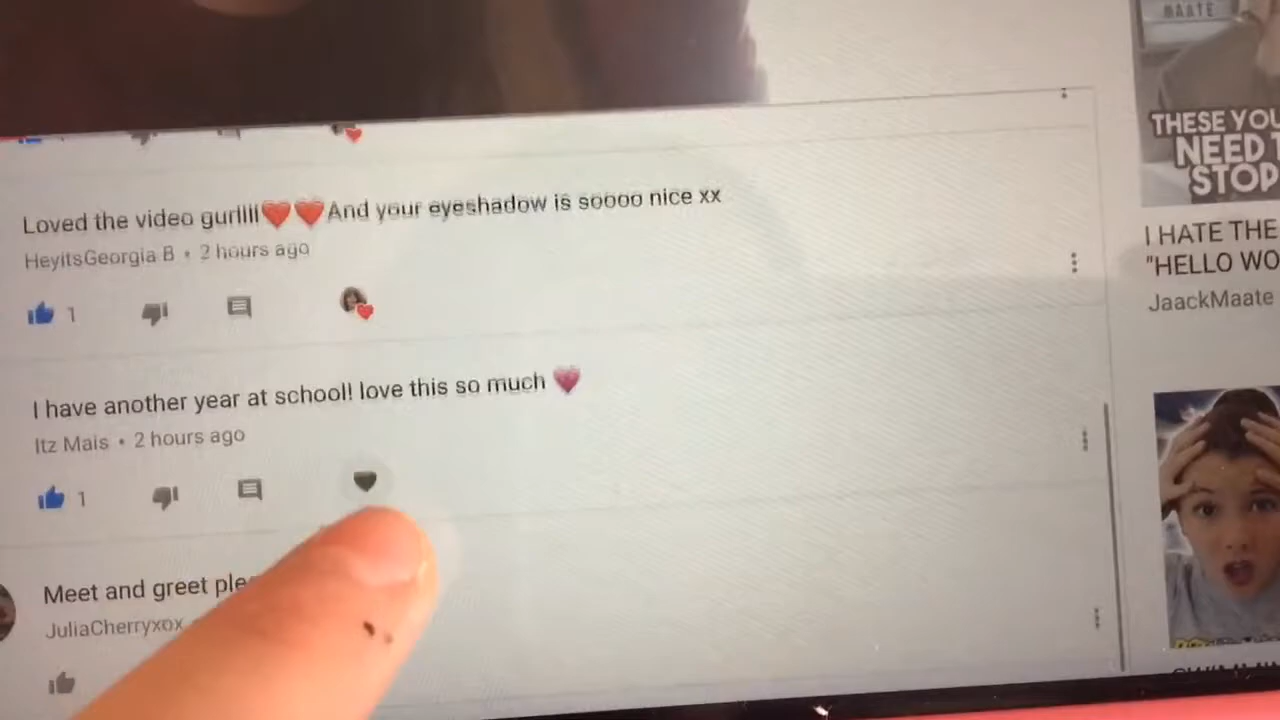 MAATE
THESE YOU
NEED T
STOP
Loved the video gurllll❤️❤️And your eyeshadow is soooo nice xx
HeyitsGeorgia B • 2 hours ago
1
I HATE THE
"HELLO WO
JaackMaate
I have another year at school! love this so much 💗
Itz Mais • 2 hours ago
1
Meet and greet
JuliaCherryxox